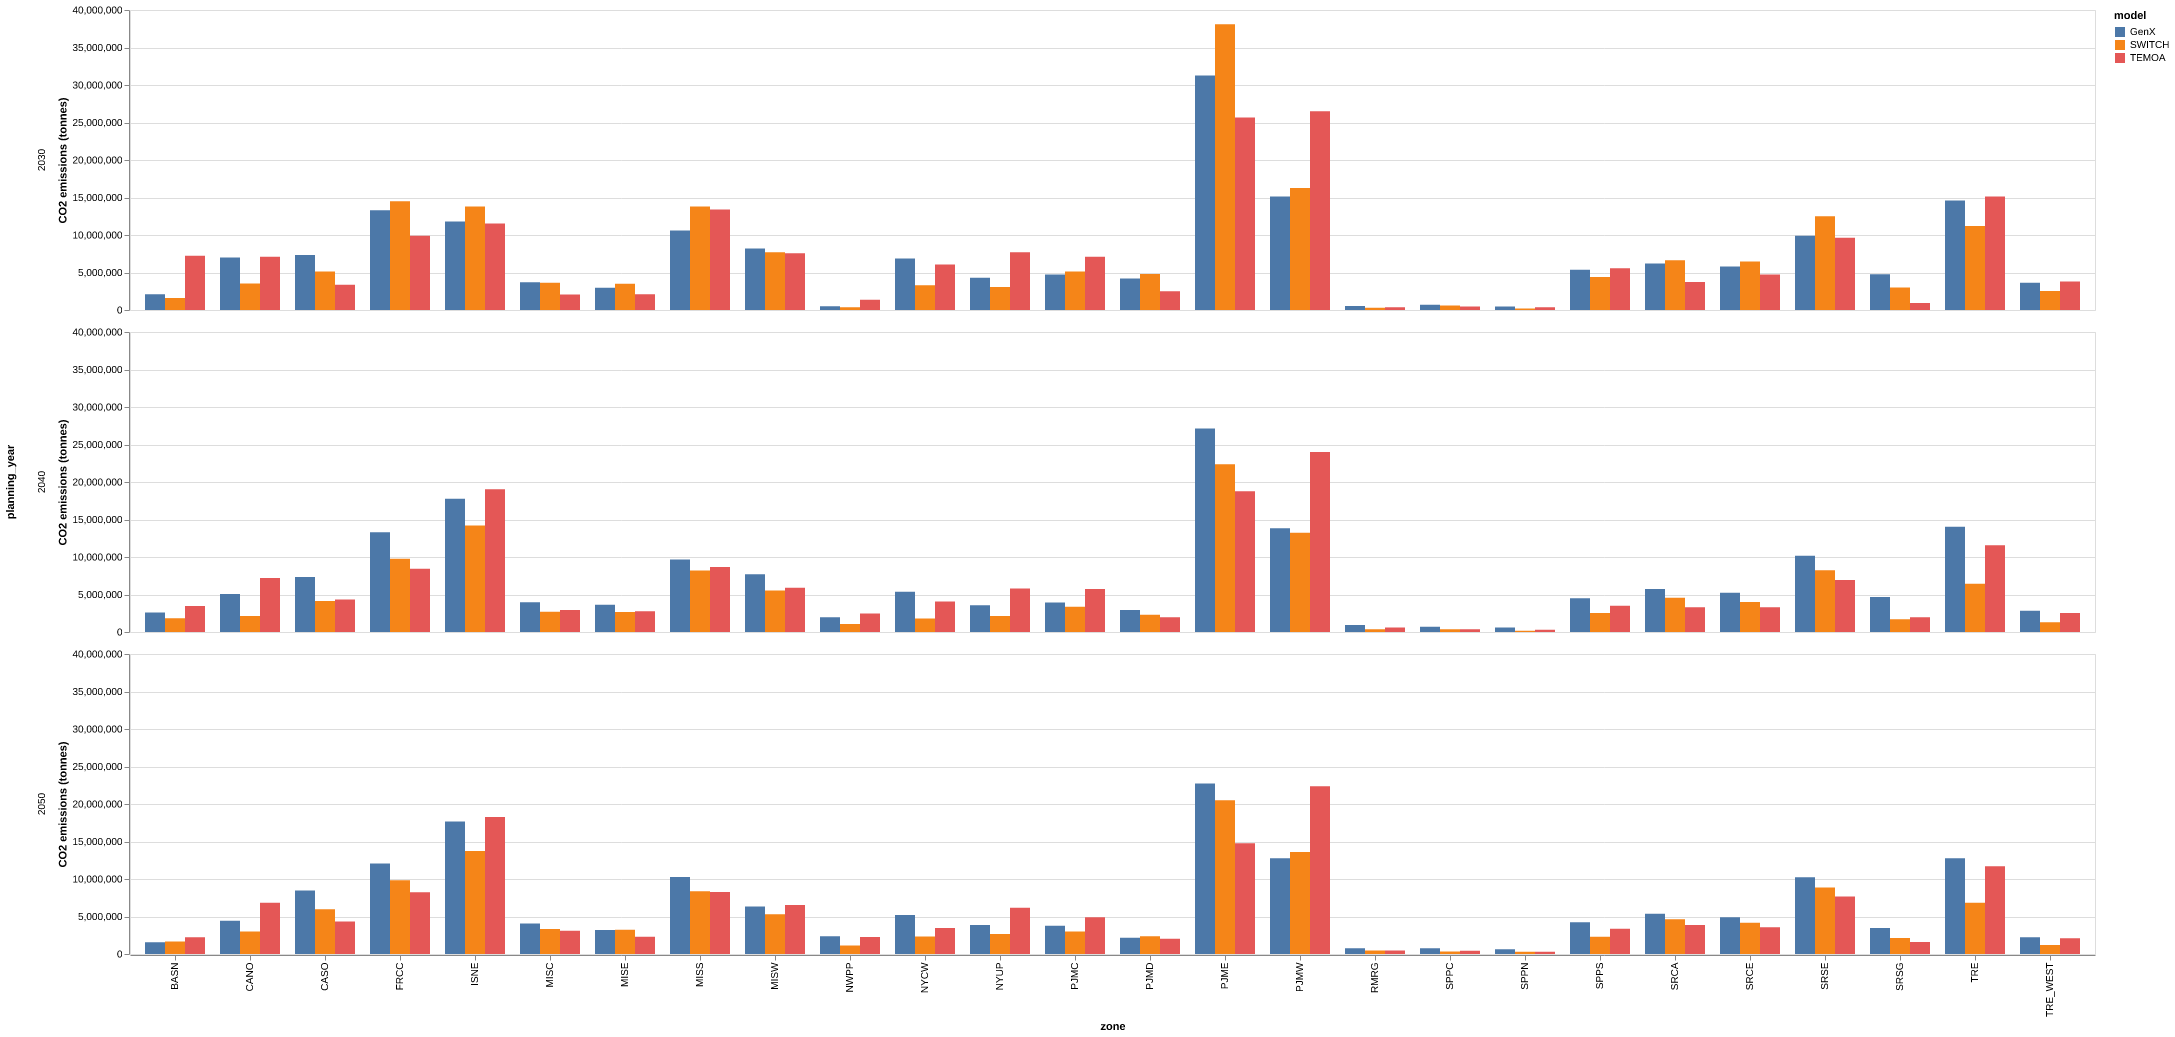 model
GenX
SWITCH
TEMOA
planning_year
2030
CO2 emissions (tonnes)
40,000,000
35,000,000
30,000,000
25,000,000
20,000,000
15,000,000
10,000,000
5,000,000
0
2040
CO2 emissions (tonnes)
40,000,000
35,000,000
30,000,000
25,000,000
20,000,000
15,000,000
10,000,000
5,000,000
0
2050
CO2 emissions (tonnes)
40,000,000
35,000,000
30,000,000
25,000,000
20,000,000
15,000,000
10,000,000
5,000,000
0
BASN
CANO
CASO
FRCC
ISNE
MISC
MISE
MISS
MISW
NWPP
NYCW
NYUP
PJMC
PJMD
PJME
PJMW
RMRG
SPPC
SPPN
SPPS
SRCA
SRCE
SRSE
SRSG
TRE
TRE_WEST
zone